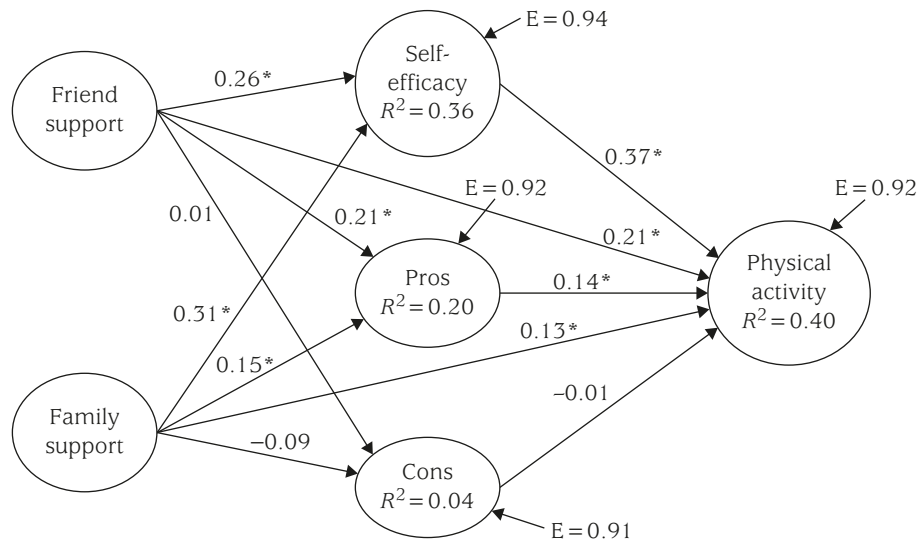 E = 0.94
Self-
efficacy
R² = 0.36
Friend
support
0.26*
0.37*
E = 0.92
E = 0.92
0.01
0.21*
0.21*
Pros
R² = 0.20
0.14*
Physical
activity
R² = 0.40
0.31*
0.13*
0.15*
Family
support
–0.09
–0.01
Cons
R² = 0.04
E = 0.91